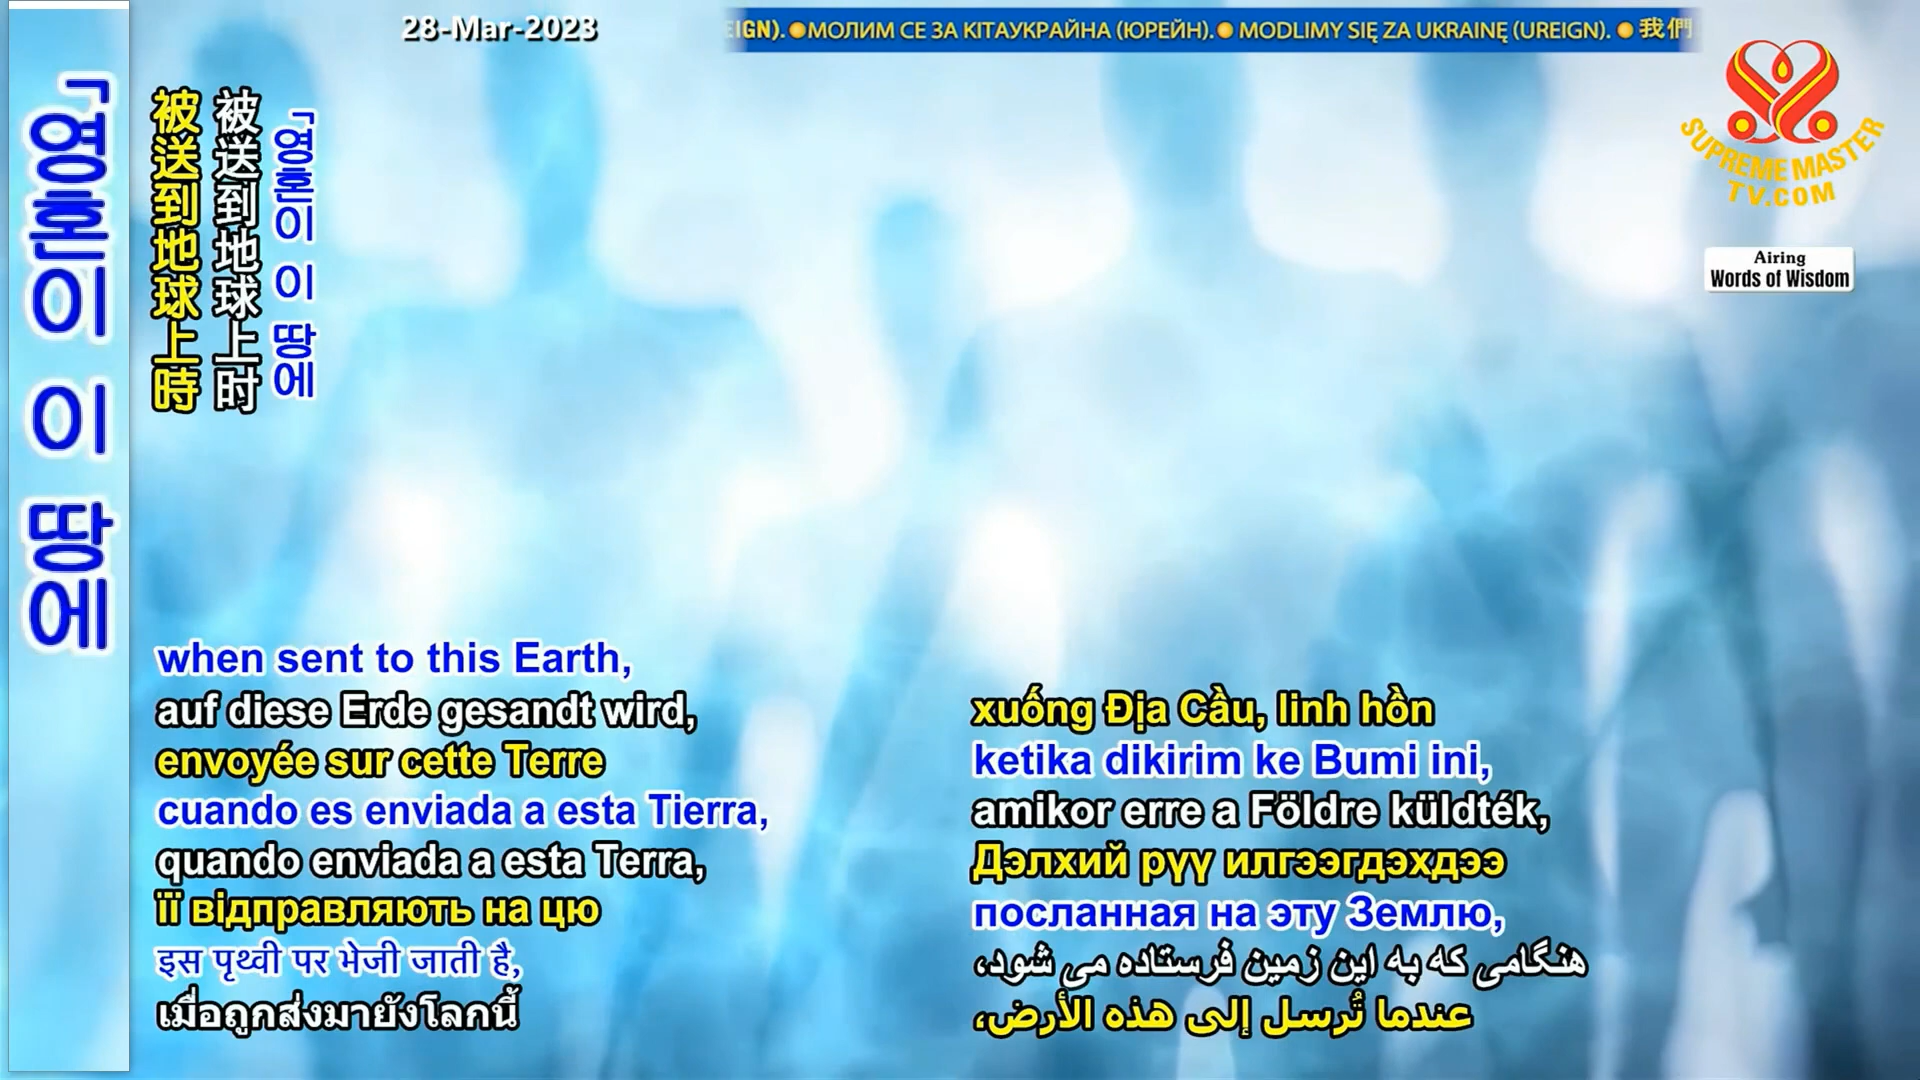 28-Mar-2023
IGN). ●МОЛИМ СЕ ЗА КІТАУКРАЙНА (ЮРЕЙН).● MODLIMY SIĘ ZA UKRAINĘ (UREIGN). ● 我們
SUPREME MASTER
TV.COM
Airing
Words of Wisdom
「영혼이 이 땅에
被送到地球上時
被送到地球上时
「영혼이 이 땅에
when sent to this Earth,
auf diese Erde gesandt wird,
envoyée sur cette Terre
cuando es enviada a esta Tierra,
quando enviada a esta Terra,
її відправляють на цю
इस पृथ्वी पर भेजी जाती है,
เมื่อถูกส่งมายังโลกนี้
xuống Địa Cầu, linh hồn
ketika dikirim ke Bumi ini,
amikor erre a Földre küldték,
Дэлхий рүү илгээгдэхдээ
посланная на эту Землю,
هنگامی که به این زمین فرستاده می شود،
عندما تُرسل إلى هذه الأرض،